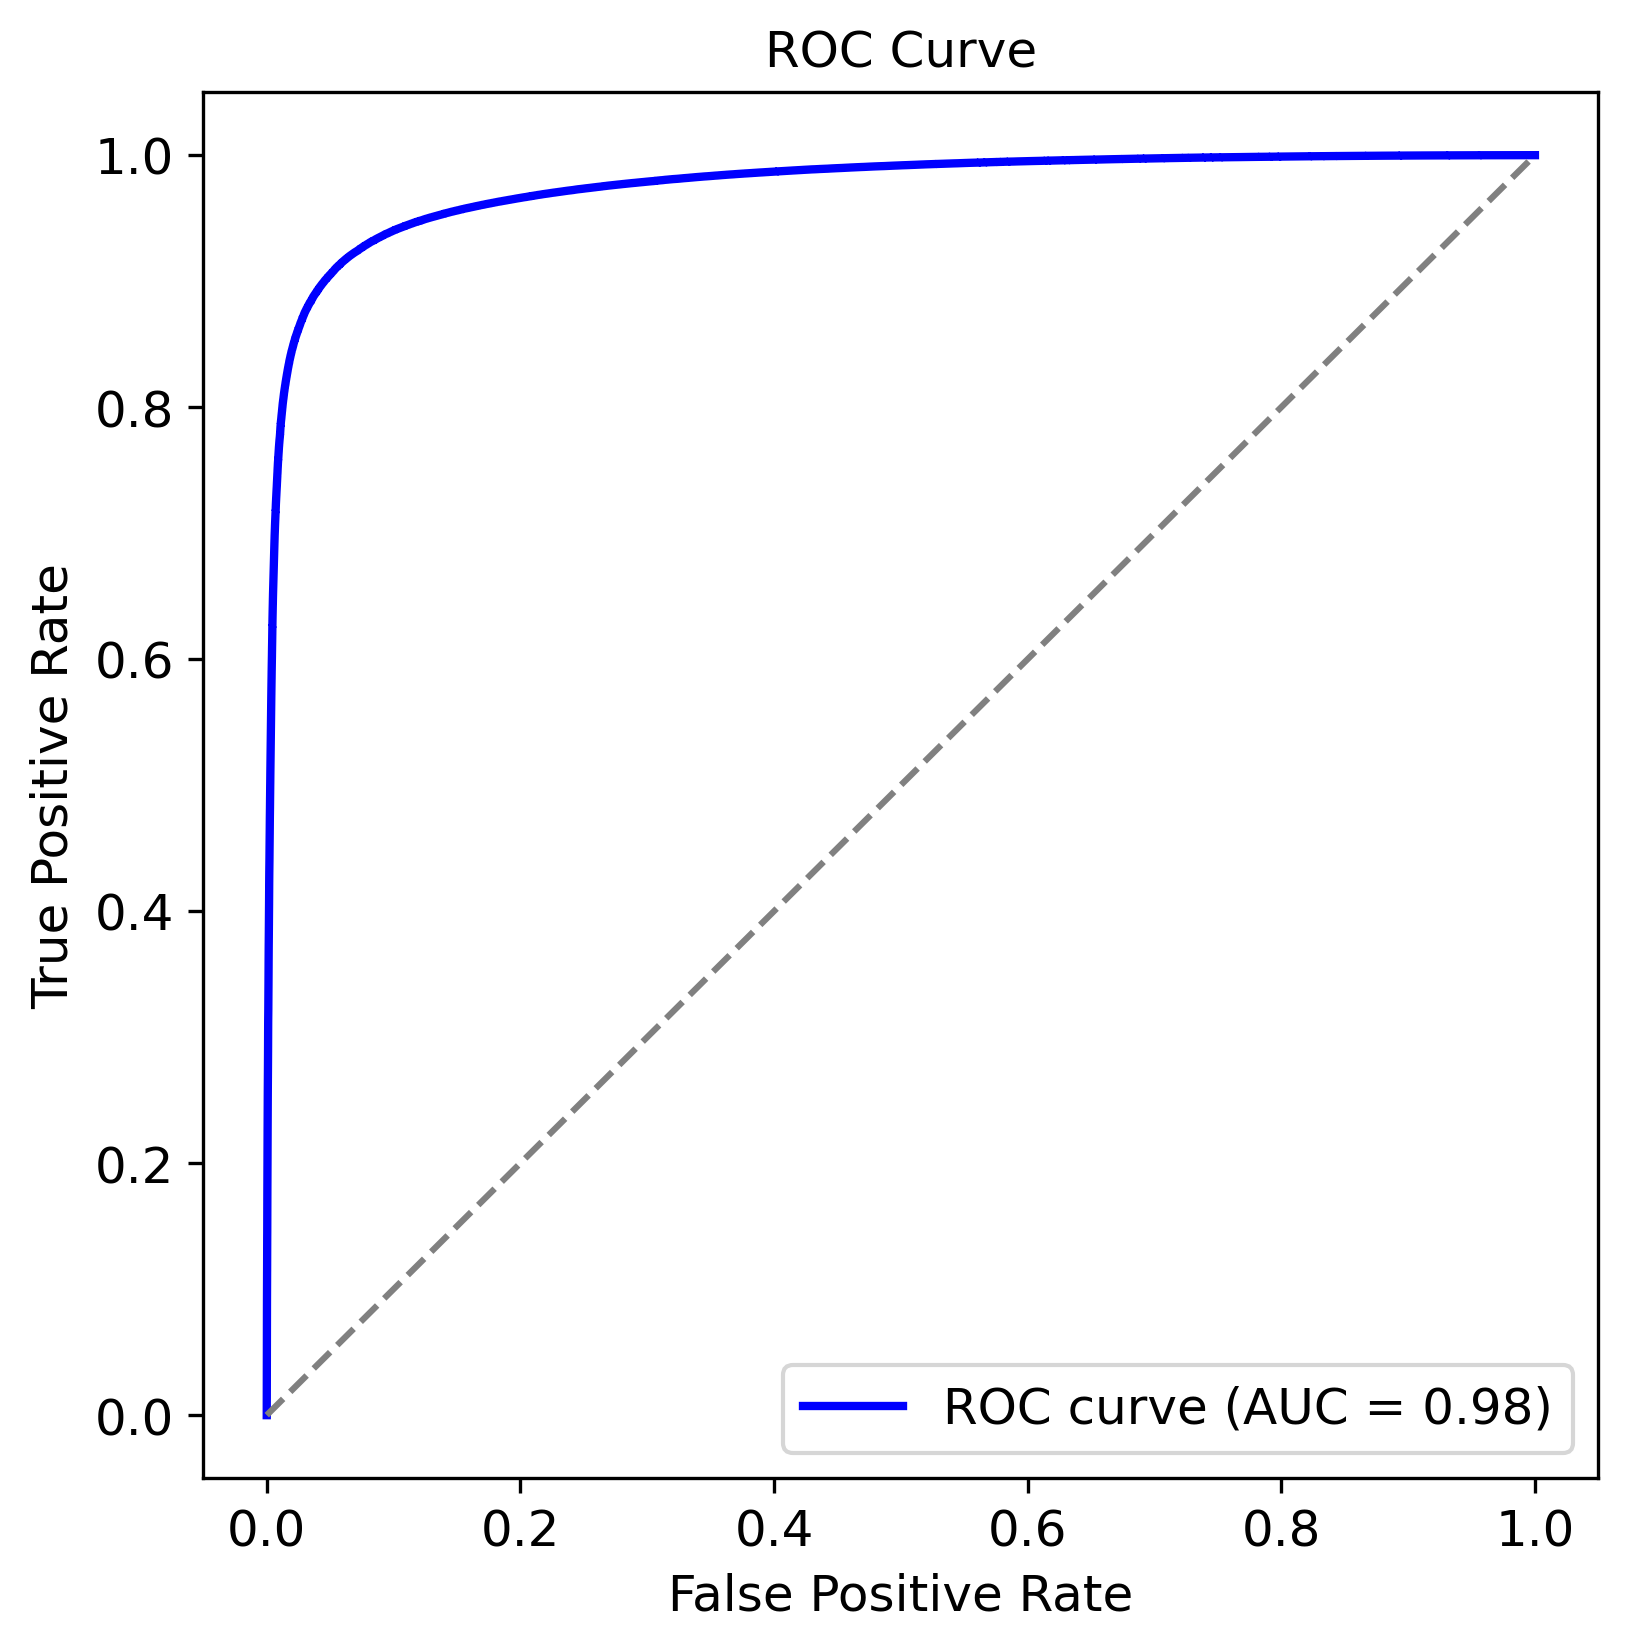 ROC Curve
True Positive Rate
1.0
0.8
0.6
0.4
0.2
0.0
ROC curve (AUC = 0.98)
0.0 0.2 0.4 0.6 0.8 1.0
False Positive Rate